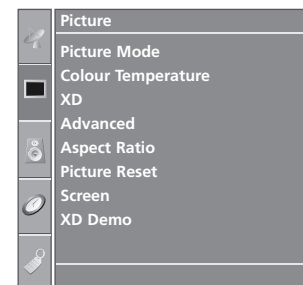 Picture
Picture Mode
Colour Temperature
XD
Advanced
Aspect Ratio
Picture Reset
Screen
XD Demo